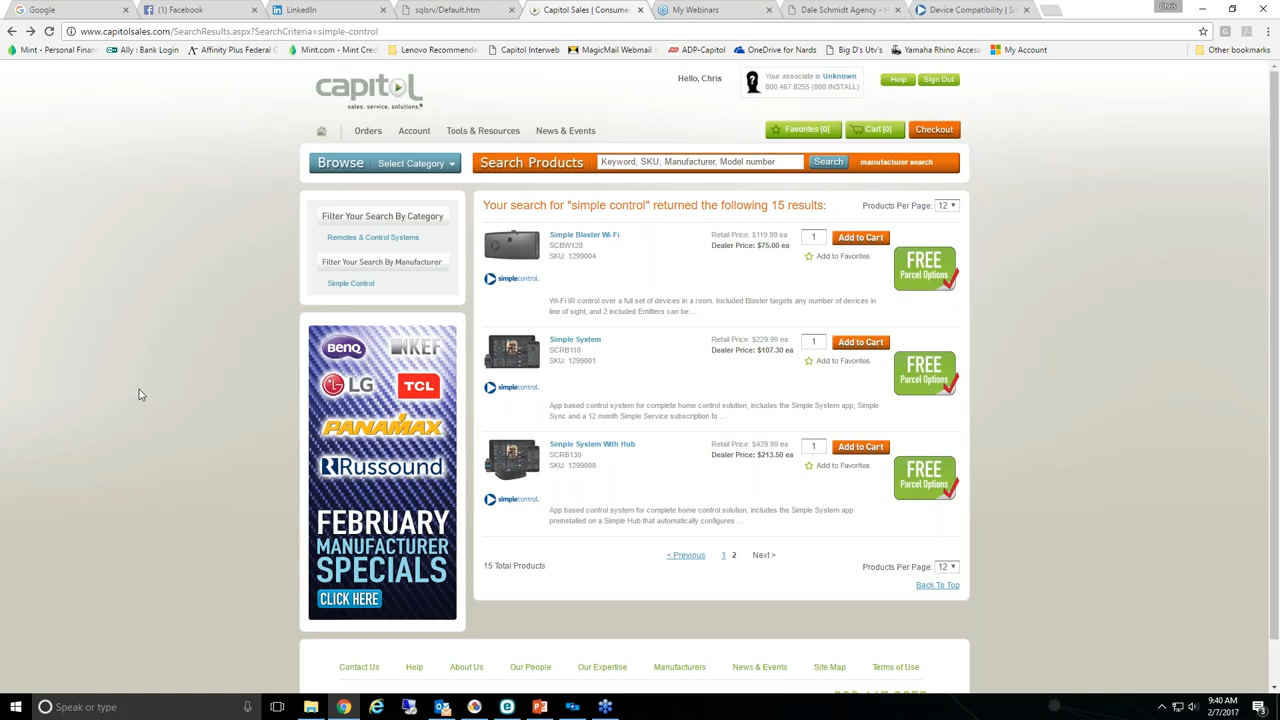 Chris
Google
Facebook
LinkedIn
Capitol Sales Company
My Webinars
15 Data Center Results
Device Compatibility | Si
www.capitolsales.com/SearchResults.aspx?SearchCriteria=simple-control
Mint - Personal Fin
Ally : Bank Login
Affinity Plus Federal C
Mint.com - Mint Gro
Lenovo Recommende
Capitol Interweb
MagicMail Webmail
ADP-Capitol
OneDrive for Nards
Big D's Utv's
Yamaha Rhino Access
My Account
Other bookmarks
capitol
sales. service. solutions.®
Hello, Chris
Your associate is Unknown
800.467.8255 (800.INSTALL)
Help
Sign Out
Orders
Account
Tools & Resources
News & Events
Favorites [0]
Cart [0]
Checkout
Browse
Select Category
Search Products
Keyword, SKU, Manufacturer, Model number
Search
manufacturer search
Filter Your Search By Category
Remotes & Control Systems
Filter Your Search By Manufacturer
Simple Control
Your search for "simple control" returned the following 15 results:
Products Per Page: 12
Simple Blaster Wi-Fi
SCBW120
SKU: 1299004
Retail Price: $119.99 ea
Dealer Price: $75.00 ea
1
Add to Cart
Add to Favorites
FREE
Parcel Options
simplecontrol.
Wi-Fi IR control over a full set of devices in a room. Included Blaster targets any number of devices in
line of sight, and 2 included Emitters can be ...
Simple System
SCRB110
SKU: 1299001
Retail Price: $229.99 ea
Dealer Price: $107.30 ea
1
Add to Cart
Add to Favorites
FREE
Parcel Options
simplecontrol.
App based control system for complete home control solution, includes the Simple System app, Simple
Sync and a 12 month Simple Service subscription fo ...
Simple System With Hub
SCRB130
SKU: 1299000
Retail Price: $429.99 ea
Dealer Price: $213.50 ea
1
Add to Cart
Add to Favorites
FREE
Parcel Options
simplecontrol.
App based control system for complete home control solution, includes the Simple System app
preinstalled on a Simple Hub that automatically configures ...
< Previous 1 2 Next >
15 Total Products
Products Per Page: 12
Back To Top
BenQ
KEF
LG
TCL
PANAMAX
Russound
FEBRUARY
MANUFACTURER
SPECIALS
CLICK HERE
Contact Us
Help
About Us
Our People
Our Expertise
Manufacturers
News & Events
Site Map
Terms of Use
Speak or type
9:40 AM
2/7/2017